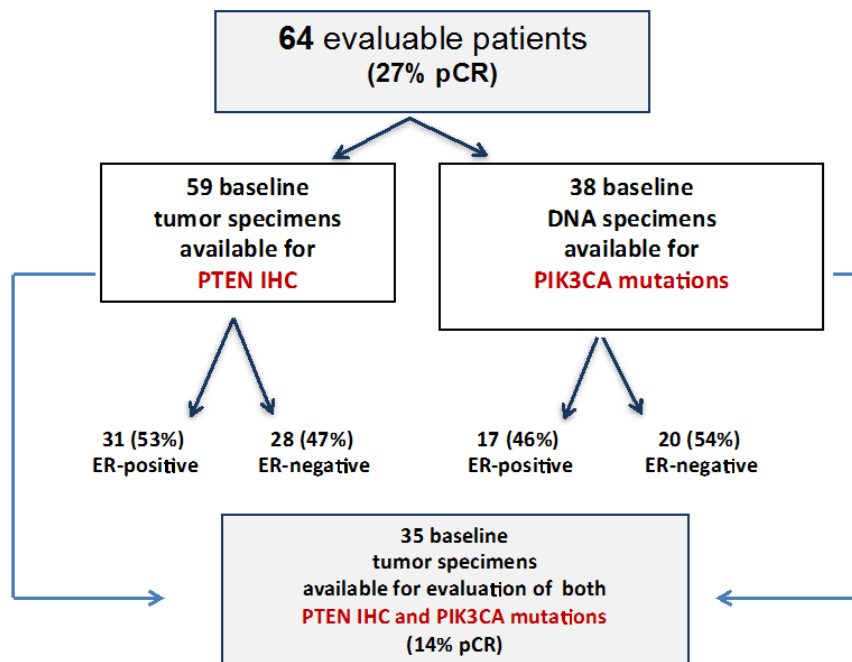 64 evaluable patients
(27% pCR)
59 baseline
tumor specimens
available for
PTEN IHC
38 baseline
DNA specimens
available for
PIK3CA mutations
31 (53%)
ER-positive
28 (47%)
ER-negative
17 (46%)
ER-positive
20 (54%)
ER-negative
35 baseline
tumor specimens
available for evaluation of both
PTEN IHC and PIK3CA mutations
(14% pCR)